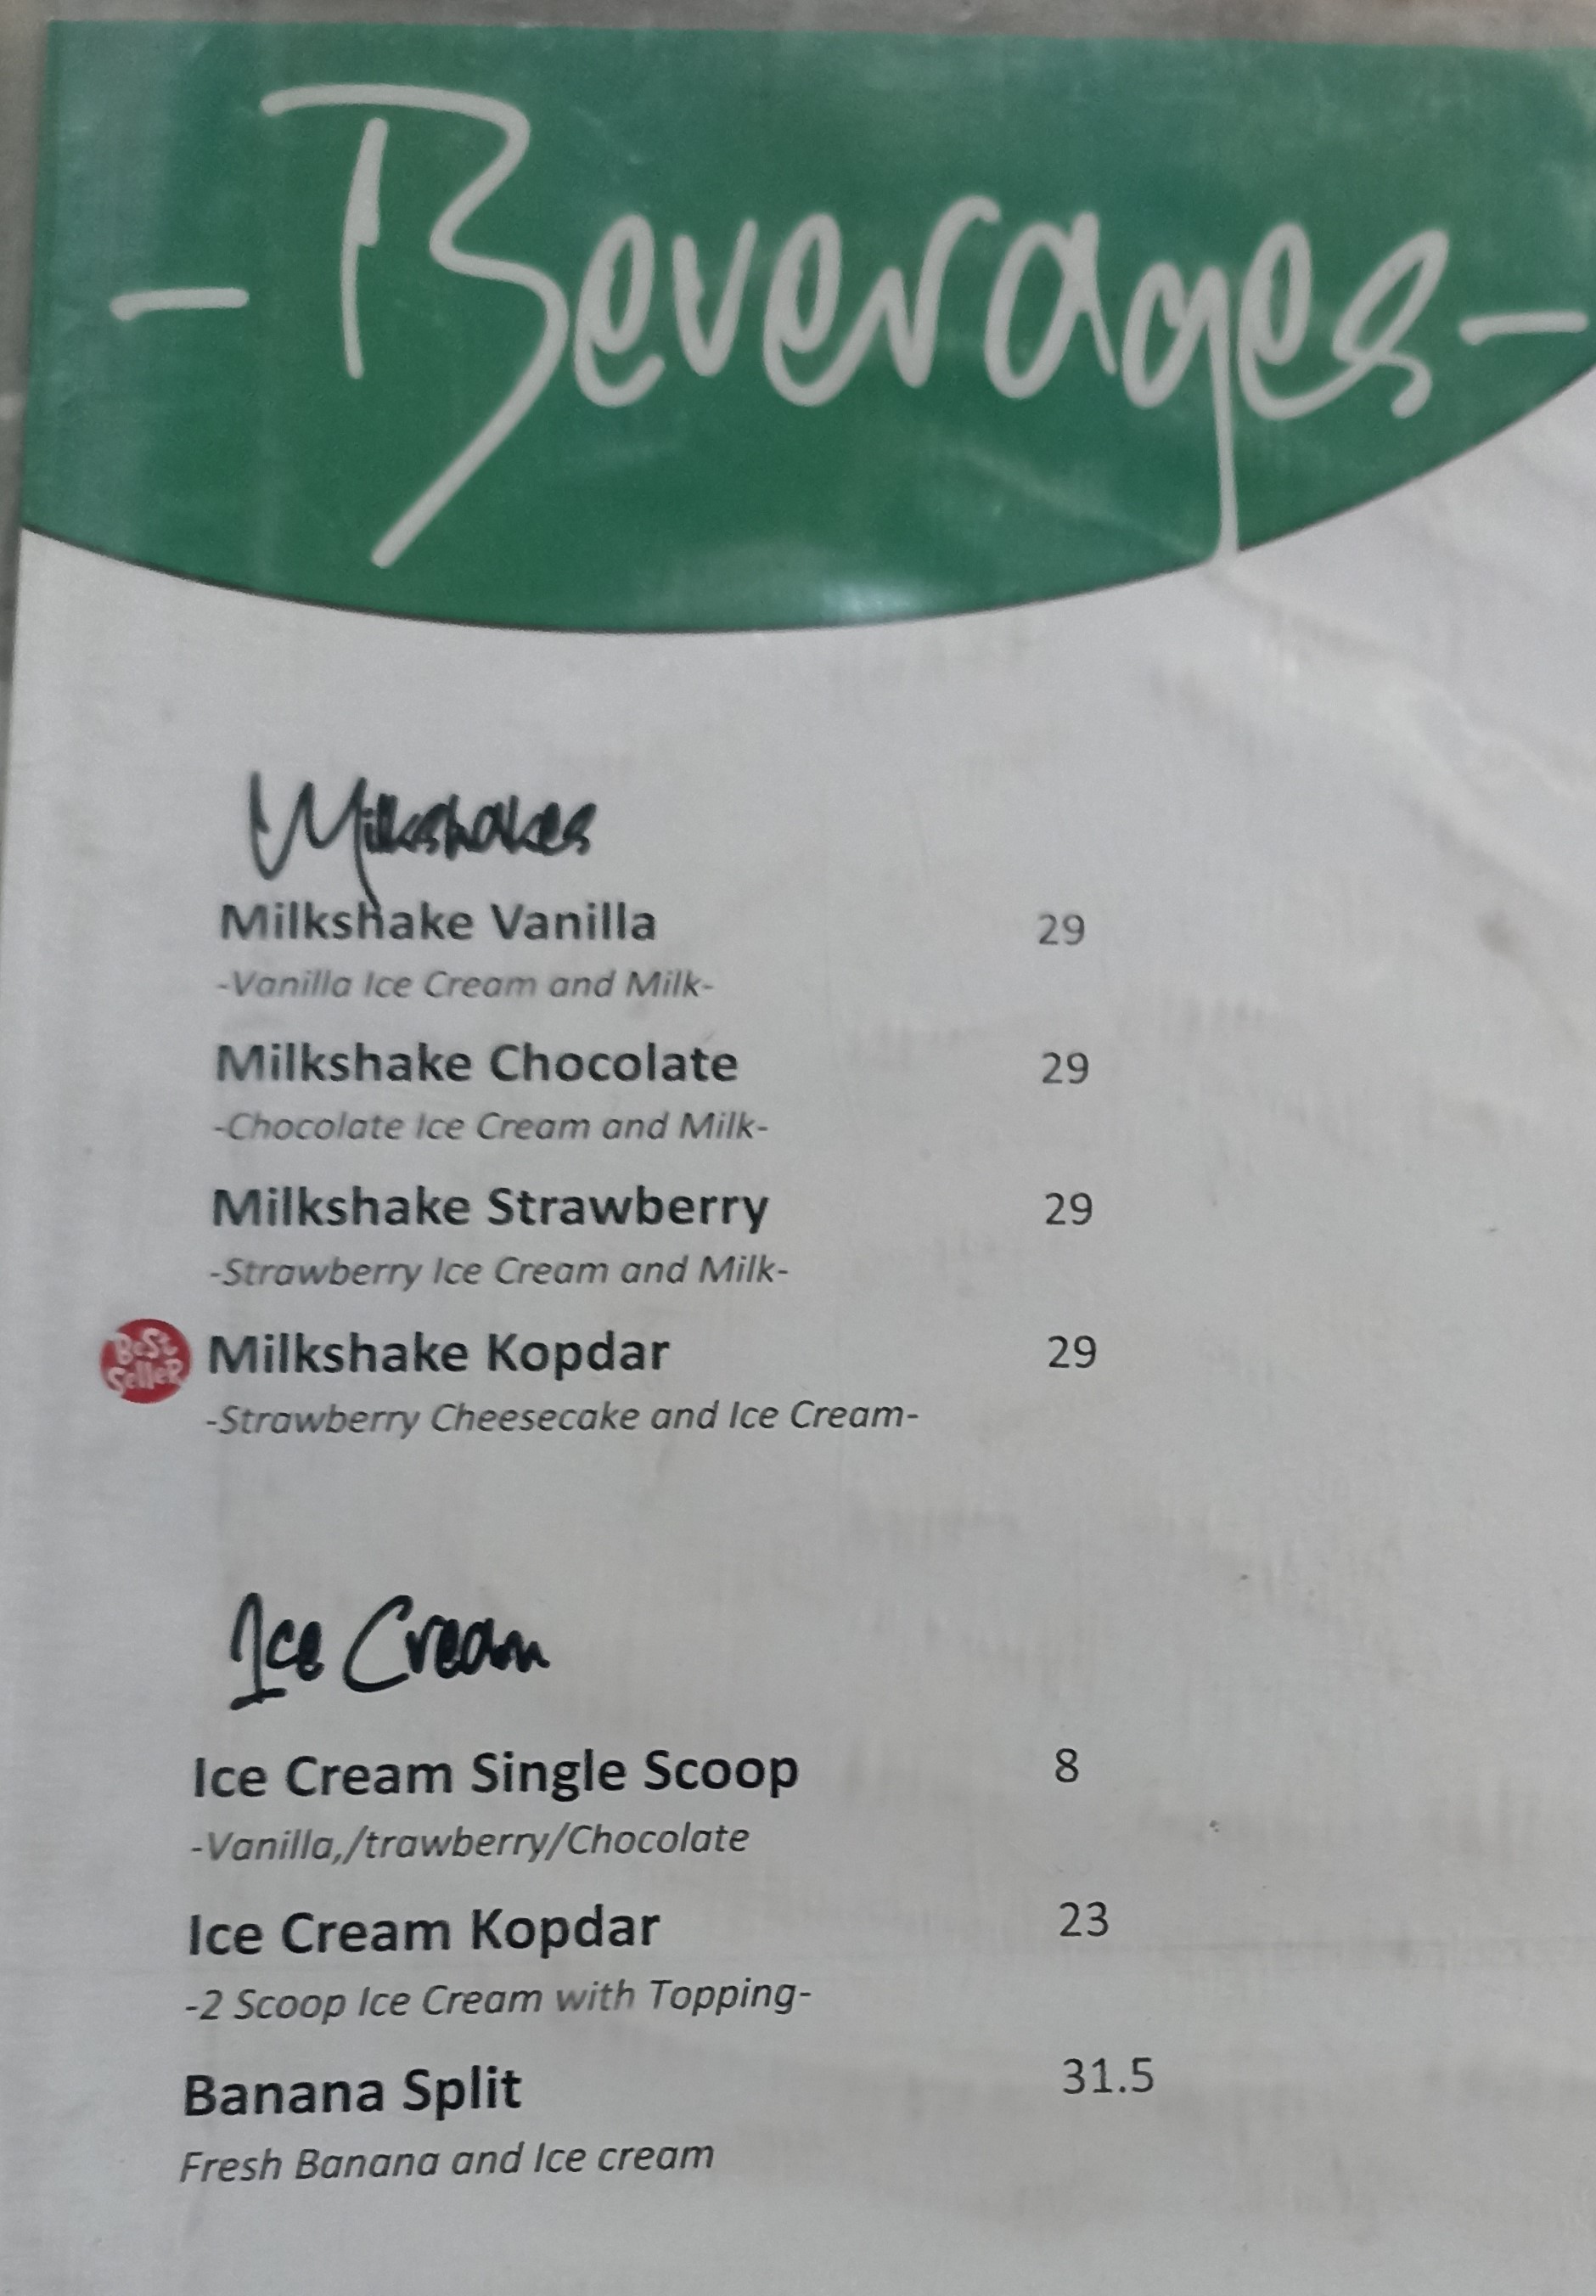 - Beverages -
Milkshakes
Milkshake Vanilla 29
-Vanilla Ice Cream and Milk-
Milkshake Chocolate 29
-Chocolate Ice Cream and Milk-
Milkshake Strawberry 29
-Strawberry Ice Cream and Milk-
BeSt
SelleR
Milkshake Kopdar 29
-Strawberry Cheesecake and Ice Cream-
Ice Cream
Ice Cream Single Scoop 8
-Vanilla,/trawberry/Chocolate
Ice Cream Kopdar 23
-2 Scoop Ice Cream with Topping-
Banana Split 31.5
Fresh Banana and Ice cream